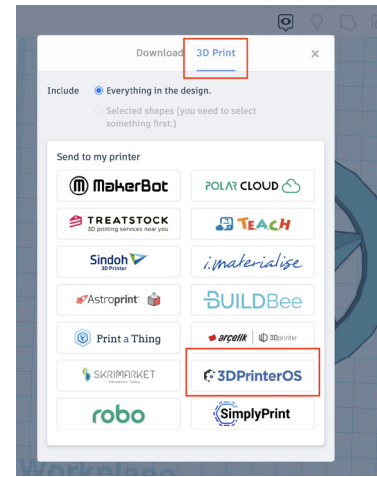 Download 3D Print ×
Include Everything in the design.
Selected shapes (you need to select
something first.)
Send to my printer
MakerBot
POLAR CLOUD
TREATSTOCK
3D printing services near you
TEACH
Sindoh
3D Printer
i.materialise
Astroprint
BUILDBee
Print a Thing
arçelik | 3Dprinter
SKRIMARKET
Education. Today.
3DPrinterOS
robo
SimplyPrint
Workplane